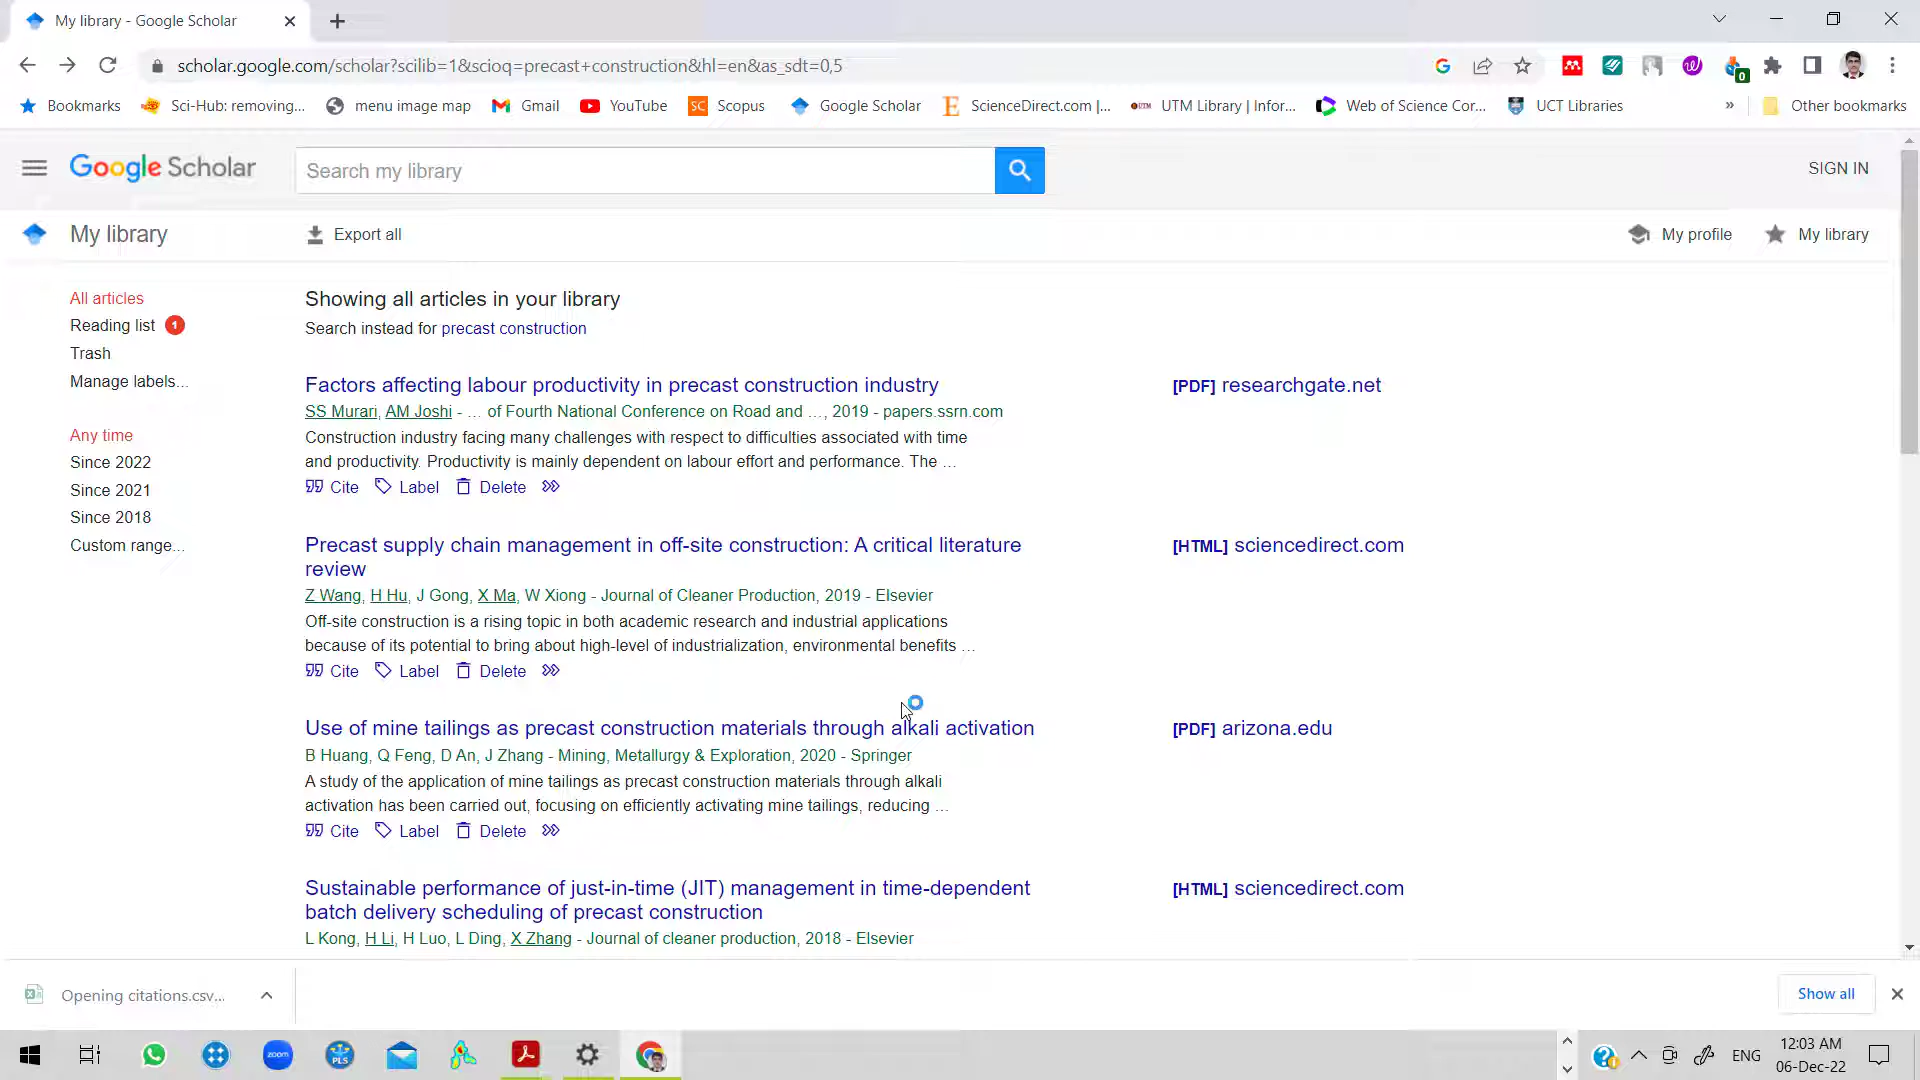 My library - Google Scholar
scholar.google.com/scholar?scilib=1&scioq=precast+construction&hl=en&as_sdt=0,5
0
Bookmarks Sci-Hub: removing... menu image map Gmail YouTube Scopus Google Scholar ScienceDirect.com |... UTM Library | Infor... Web of Science Cor... UCT Libraries » Other bookmarks
Google Scholar
Search my library
SIGN IN
My library
Export all
My profile
My library
All articles
Reading list 1
Trash
Manage labels...
Any time
Since 2022
Since 2021
Since 2018
Custom range...
Showing all articles in your library
Search instead for precast construction
Factors affecting labour productivity in precast construction industry
SS Murari, AM Joshi - … of Fourth National Conference on Road and …, 2019 - papers.ssrn.com
Construction industry facing many challenges with respect to difficulties associated with time
and productivity. Productivity is mainly dependent on labour effort and performance. The …
Cite Label Delete
[PDF] researchgate.net
Precast supply chain management in off-site construction: A critical literature
review
Z Wang, H Hu, J Gong, X Ma, W Xiong - Journal of Cleaner Production, 2019 - Elsevier
Off-site construction is a rising topic in both academic research and industrial applications
because of its potential to bring about high-level of industrialization, environmental benefits …
Cite Label Delete
[HTML] sciencedirect.com
Use of mine tailings as precast construction materials through alkali activation
B Huang, Q Feng, D An, J Zhang - Mining, Metallurgy & Exploration, 2020 - Springer
A study of the application of mine tailings as precast construction materials through alkali
activation has been carried out, focusing on efficiently activating mine tailings, reducing …
Cite Label Delete
[PDF] arizona.edu
Sustainable performance of just-in-time (JIT) management in time-dependent
batch delivery scheduling of precast construction
L Kong, H Li, H Luo, L Ding, X Zhang - Journal of cleaner production, 2018 - Elsevier
[HTML] sciencedirect.com
Opening citations.csv...
Show all
zoom
PLS
ENG
12:03 AM
06-Dec-22